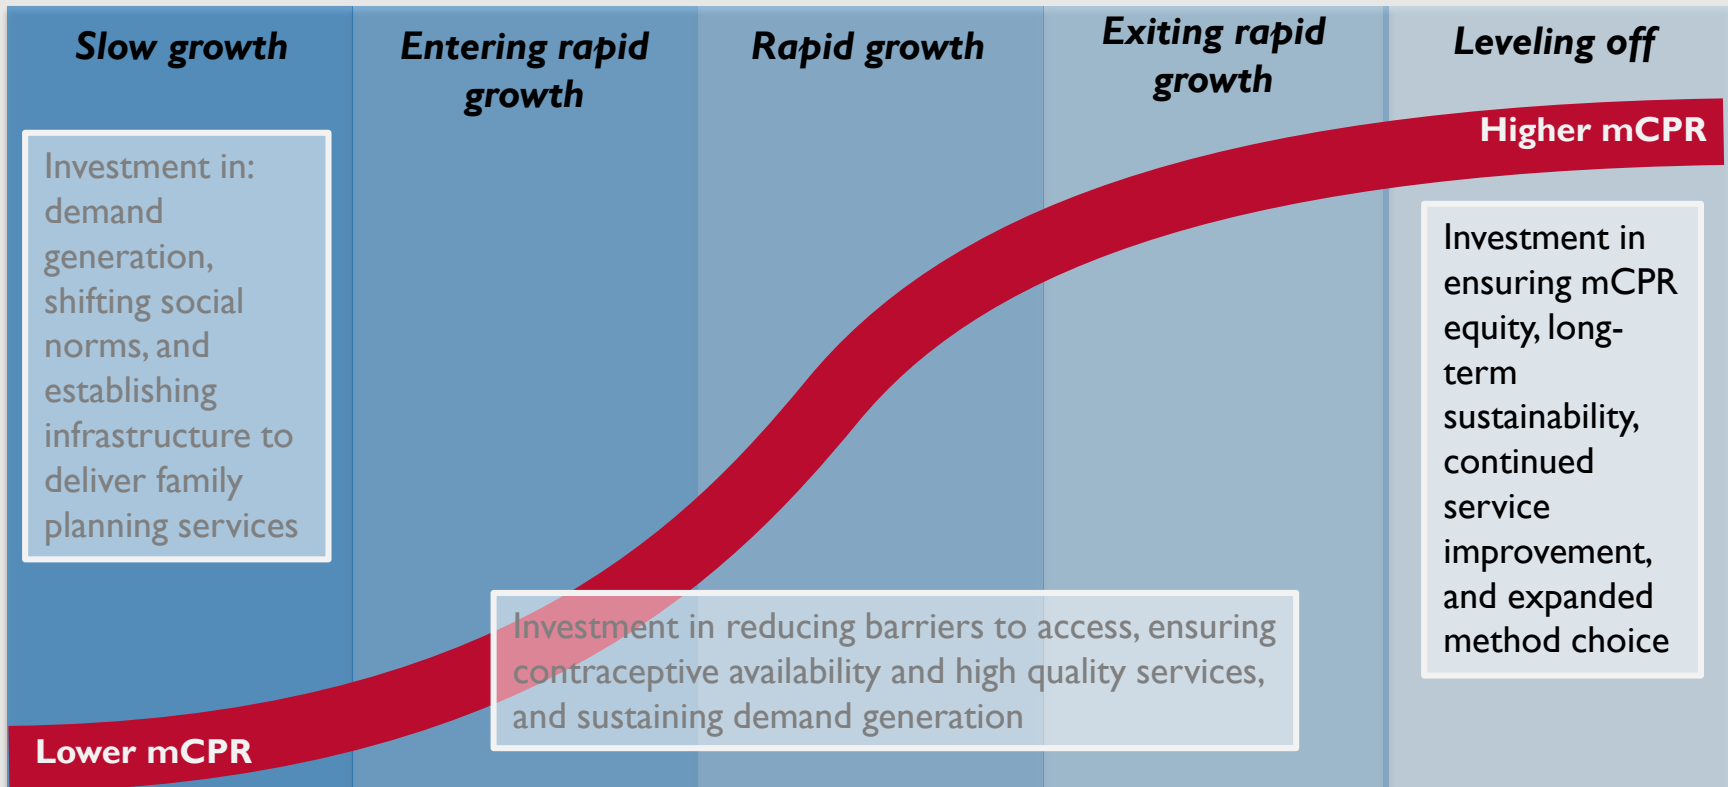 Slow growth
Entering rapid
growth
Rapid growth
Exiting rapid
growth
Leveling off
Higher mCPR
Investment in:
demand
generation,
shifting social
norms, and
establishing
infrastructure to
deliver family
planning services
Investment in
ensuring mCPR
equity, long-
term
sustainability,
continued
service
improvement,
and expanded
method choice
Investment in reducing barriers to access, ensuring
contraceptive availability and high quality services,
and sustaining demand generation
Lower mCPR